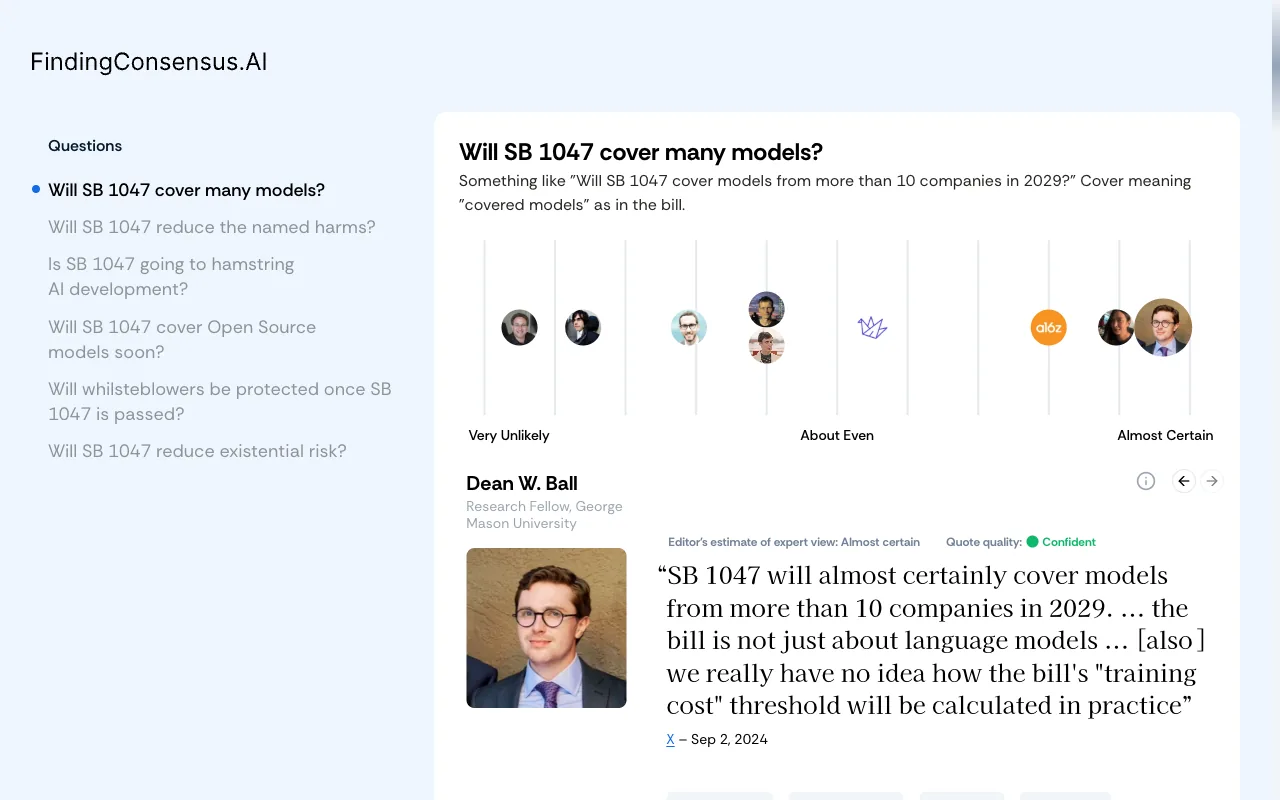 FindingConsensus.AI
Questions
Will SB 1047 cover many models?
Will SB 1047 reduce the named harms?
Is SB 1047 going to hamstring
AI development?
Will SB 1047 cover Open Source
models soon?
Will whilsteblowers be protected once SB
1047 is passed?
Will SB 1047 reduce existential risk?
Will SB 1047 cover many models?
Something like "Will SB 1047 cover models from more than 10 companies in 2029?" Cover meaning
"covered models" as in the bill.
a16z
Very Unlikely
About Even
Almost Certain
Dean W. Ball
Research Fellow, George
Mason University
Editor's estimate of expert view: Almost certain
Quote quality: Confident
“SB 1047 will almost certainly cover models
from more than 10 companies in 2029. ... the
bill is not just about language models ... [also]
we really have no idea how the bill's "training
cost" threshold will be calculated in practice”
X – Sep 2, 2024